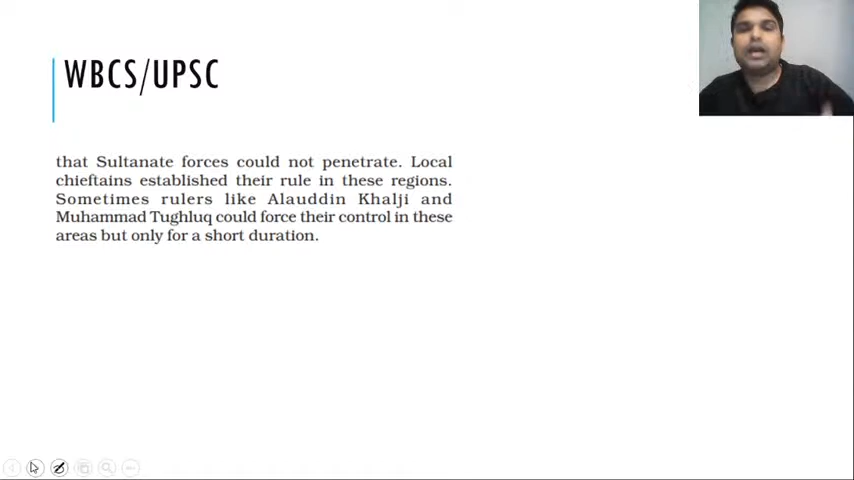 WBCS/UPSC
that Sultanate forces could not penetrate. Local
chieftains established their rule in these regions.
Sometimes rulers like Alauddin Khalji and
Muhammad Tughluq could force their control in these
areas but only for a short duration.